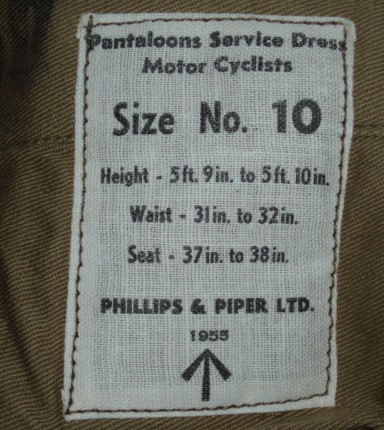 Pantaloons Service Dress
Motor Cyclists
Size No. 10
Height - 5ft. 9in. to 5ft. 10in.
Waist - 31in. to 32in.
Seat - 37in. to 38in.
PHILLIPS & PIPER LTD.
1955